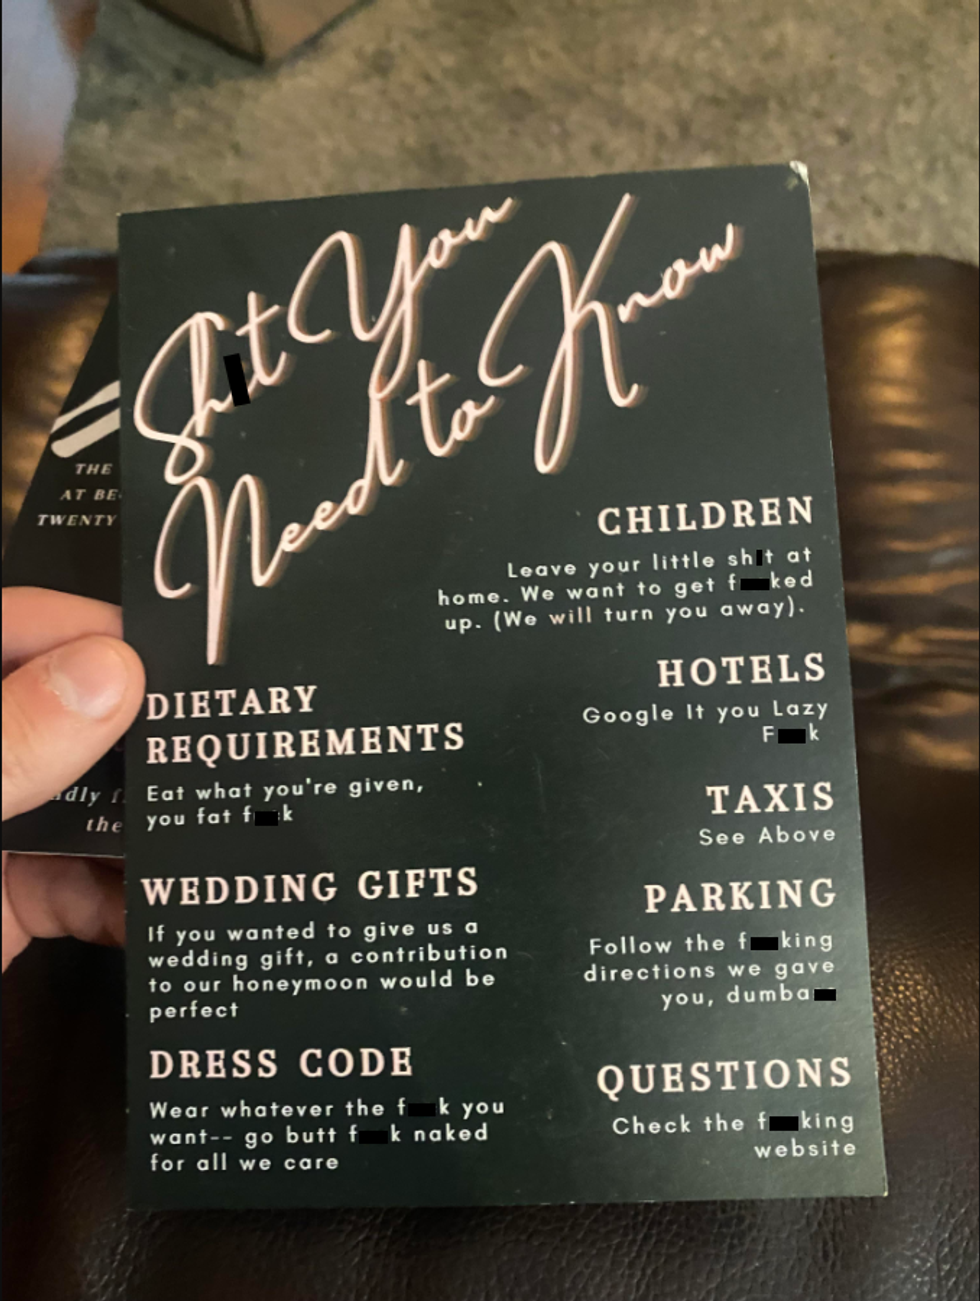 Sh█t You
Need to Know
THE
AT BE
TWENTY
CHILDREN
Leave your little sh█t at
home. We want to get f█ked
up. (We will turn you away).
HOTELS
Google It you Lazy
F█k
TAXIS
See Above
PARKING
Follow the f█king
directions we gave
you, dumba█
QUESTIONS
Check the f█king
website
DIETARY
REQUIREMENTS
Eat what you're given,
you fat f█k
WEDDING GIFTS
If you wanted to give us a
wedding gift, a contribution
to our honeymoon would be
perfect
DRESS CODE
Wear whatever the f█k you
want-- go butt f█k naked
for all we care
the